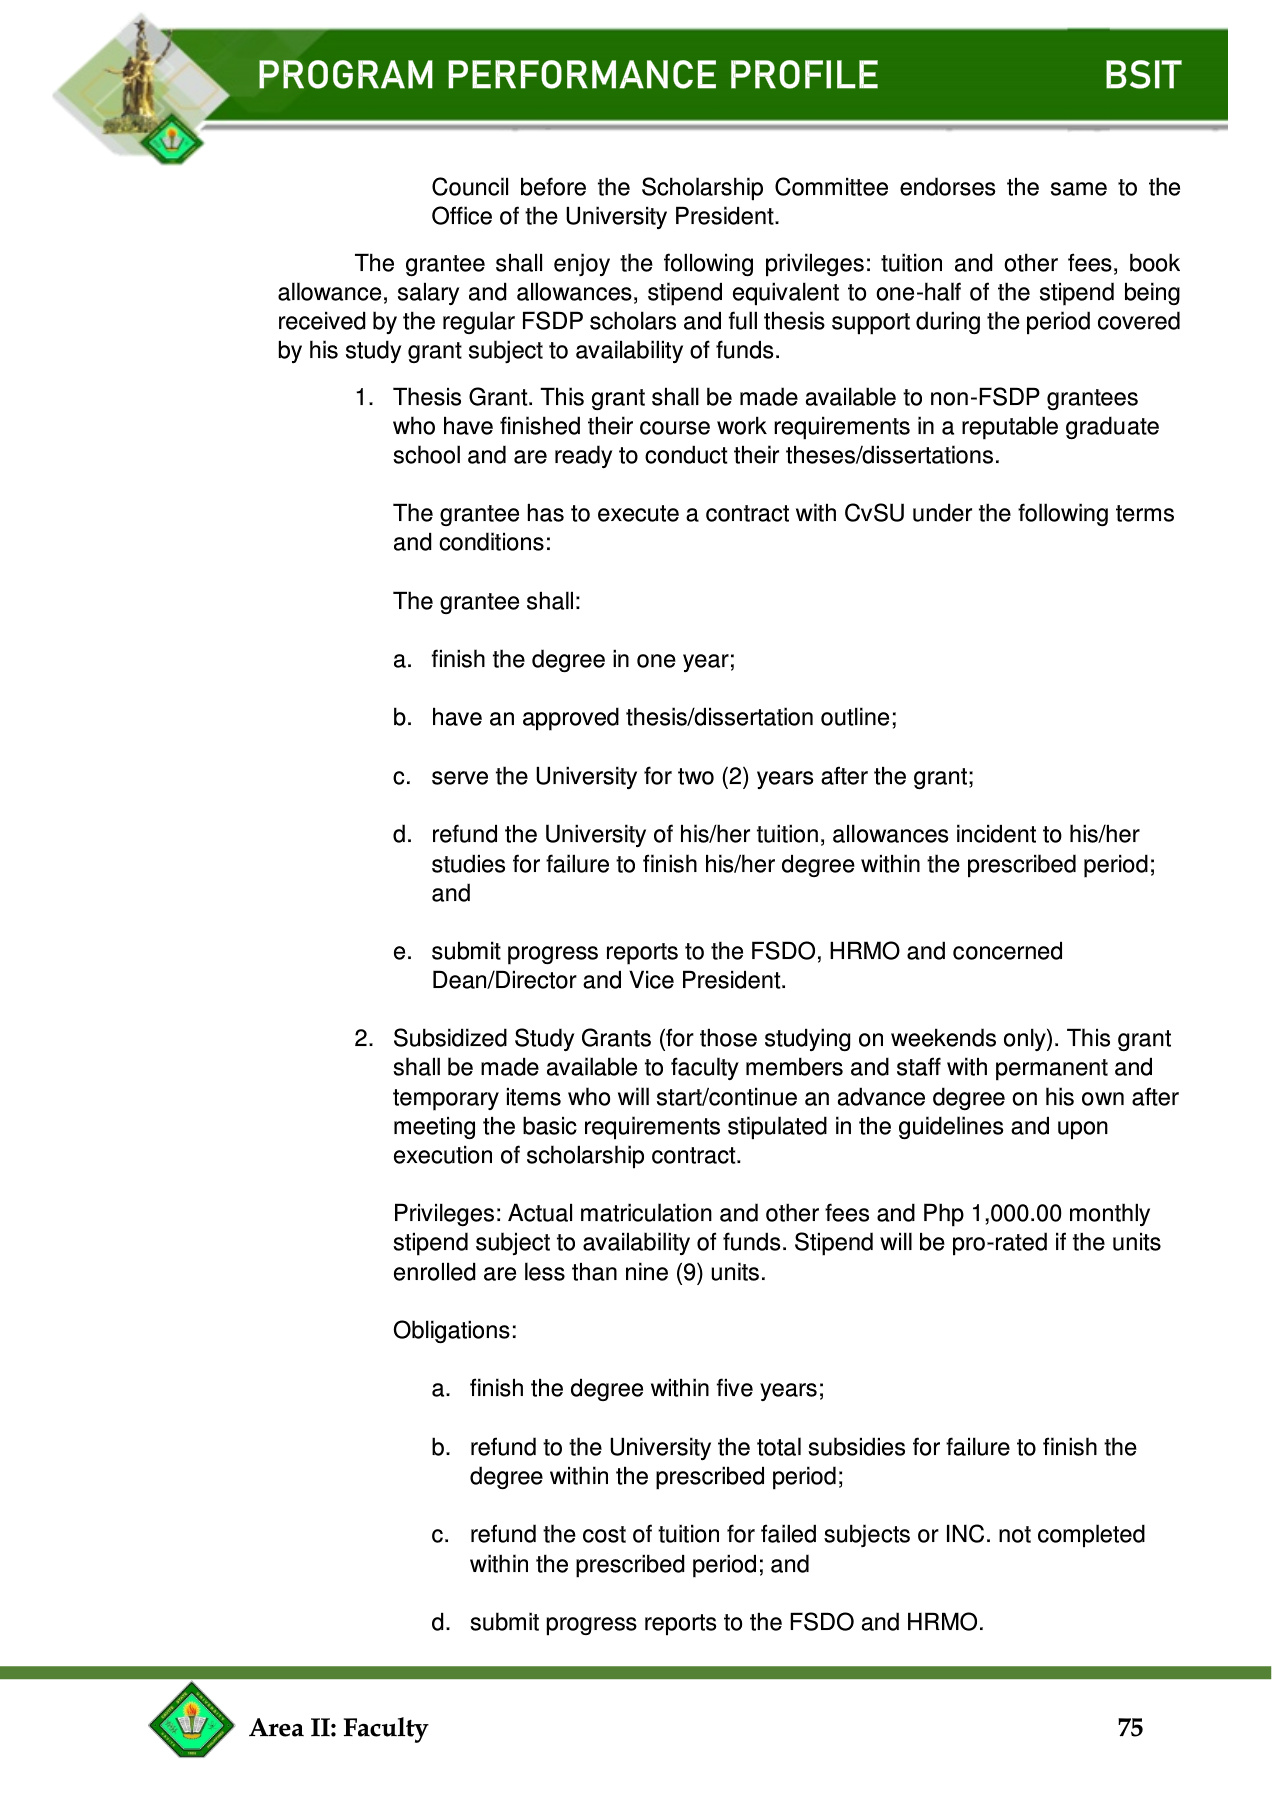 PROGRAM PERFORMANCE PROFILE BSIT
Council before the Scholarship Committee endorses the same to the
Office of the University President.
The grantee shall enjoy the following privileges: tuition and other fees, book
allowance, salary and allowances, stipend equivalent to one-half of the stipend being
received by the regular FSDP scholars and full thesis support during the period covered
by his study grant subject to availability of funds.
1. Thesis Grant. This grant shall be made available to non-FSDP grantees
who have finished their course work requirements in a reputable graduate
school and are ready to conduct their theses/dissertations.
The grantee has to execute a contract with CvSU under the following terms
and conditions:
The grantee shall:
a. finish the degree in one year;
b. have an approved thesis/dissertation outline;
c. serve the University for two (2) years after the grant;
d. refund the University of his/her tuition, allowances incident to his/her
studies for failure to finish his/her degree within the prescribed period;
and
e. submit progress reports to the FSDO, HRMO and concerned
Dean/Director and Vice President.
2. Subsidized Study Grants (for those studying on weekends only). This grant
shall be made available to faculty members and staff with permanent and
temporary items who will start/continue an advance degree on his own after
meeting the basic requirements stipulated in the guidelines and upon
execution of scholarship contract.
Privileges: Actual matriculation and other fees and Php 1,000.00 monthly
stipend subject to availability of funds. Stipend will be pro-rated if the units
enrolled are less than nine (9) units.
Obligations:
a. finish the degree within five years;
b. refund to the University the total subsidies for failure to finish the
degree within the prescribed period;
c. refund the cost of tuition for failed subjects or INC. not completed
within the prescribed period; and
d. submit progress reports to the FSDO and HRMO.
Area II: Faculty 75